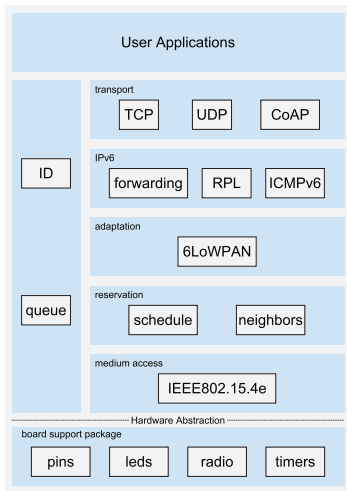 User Applications
transport
TCP UDP CoAP
IPv6
ID
forwarding RPL ICMPv6
adaptation
6LoWPAN
reservation
queue
schedule neighbors
medium access
IEEE802.15.4e
Hardware Abstraction
board support package
pins leds radio timers